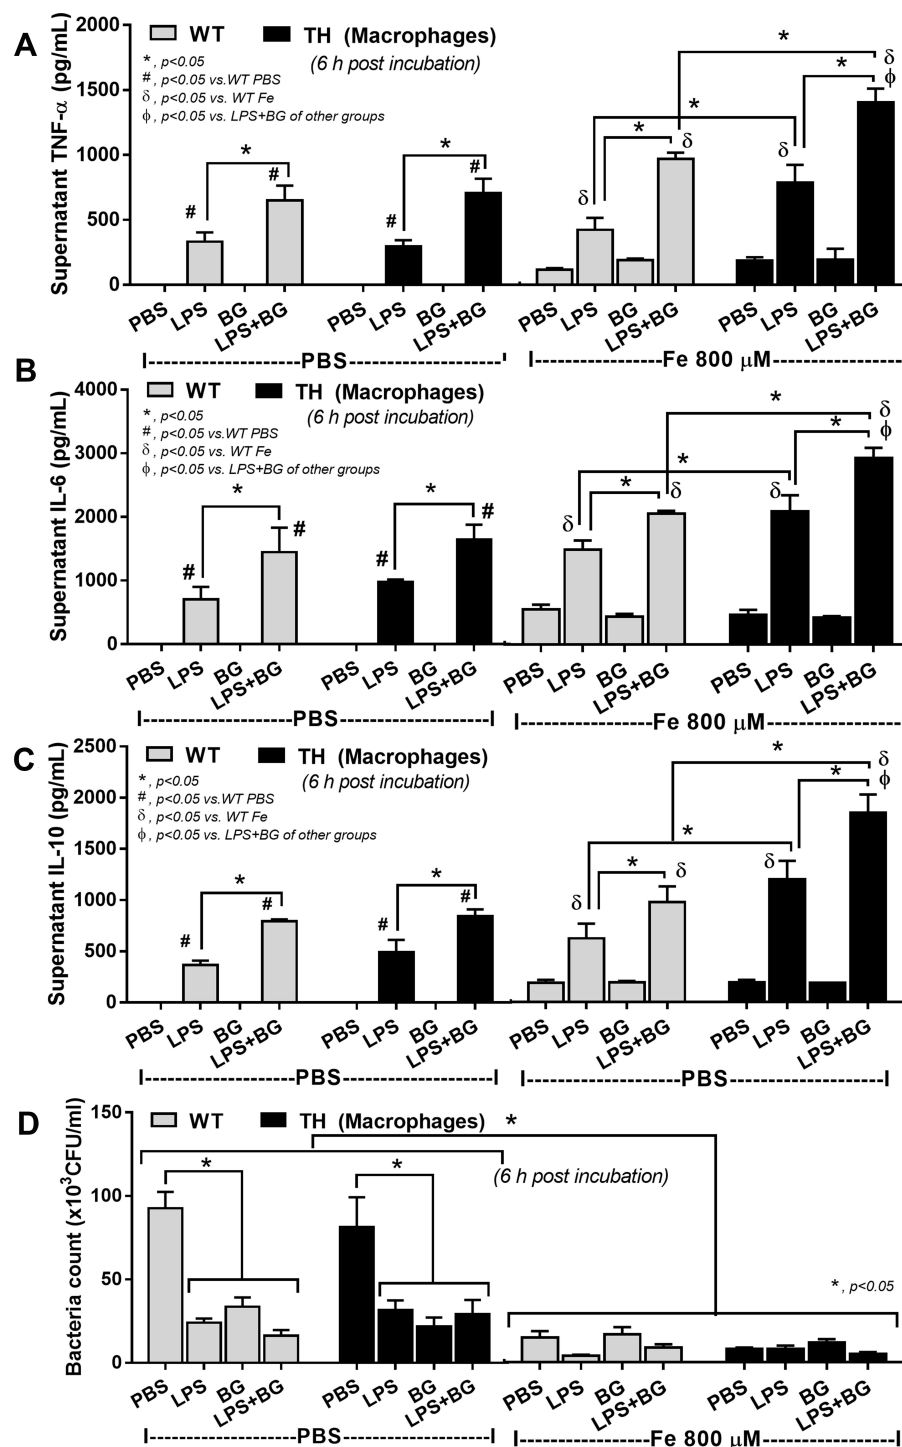 A
Supernatant TNF-α (pg/mL)
2000
1500
1000
500
0
WT TH (Macrophages)
(6 h post incubation)
*, p<0.05
#, p<0.05 vs.WT PBS
δ, p<0.05 vs. WT Fe
ϕ, p<0.05 vs. LPS+BG of other groups
# * #
# * #
δ * δ *
δ * * δ
ϕ
PBS LPS BG LPS+BG PBS LPS BG LPS+BG PBS LPS BG LPS+BG PBS LPS BG LPS+BG
PBS Fe 800 μM
B
Supernatant IL-6 (pg/mL)
4000
3000
2000
1000
0
WT TH (Macrophages)
(6 h post incubation)
*, p<0.05
#, p<0.05 vs.WT PBS
δ, p<0.05 vs. WT Fe
ϕ, p<0.05 vs. LPS+BG of other groups
# * #
# * #
δ * δ *
δ * * δ
ϕ
PBS LPS BG LPS+BG PBS LPS BG LPS+BG PBS LPS BG LPS+BG PBS LPS BG LPS+BG
PBS Fe 800 μM
C
Supernatant IL-10 (pg/mL)
2500
2000
1500
1000
500
0
WT TH (Macrophages)
(6 h post incubation)
*, p<0.05
#, p<0.05 vs.WT PBS
δ, p<0.05 vs. WT Fe
ϕ, p<0.05 vs. LPS+BG of other groups
# * #
# * #
δ * δ *
δ * * δ
ϕ
PBS LPS BG LPS+BG PBS LPS BG LPS+BG PBS LPS BG LPS+BG PBS LPS BG LPS+BG
PBS PBS
D
Bacteria count (x10³CFU/ml)
150
100
50
0
WT TH (Macrophages)
*
(6 h post incubation)
* *
*, p<0.05
PBS LPS BG LPS+BG PBS LPS BG LPS+BG PBS LPS BG LPS+BG PBS LPS BG LPS+BG
PBS Fe 800 μM